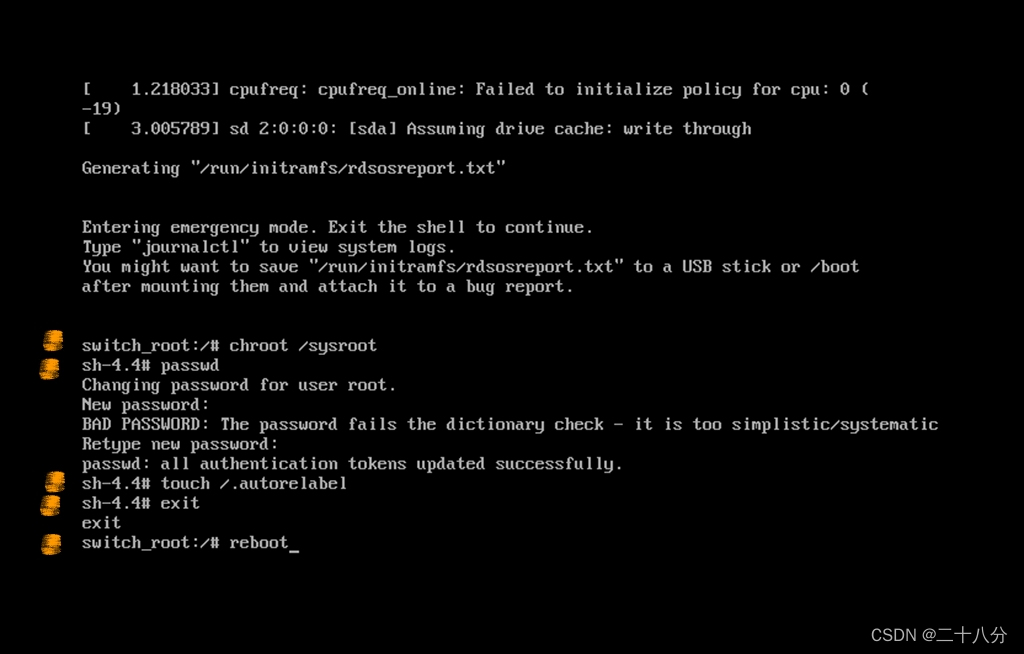 [    1.218033] cpufreq: cpufreq_online: Failed to initialize policy for cpu: 0 (
-19)
[    3.005789] sd 2:0:0:0: [sda] Assuming drive cache: write through
Generating "/run/initramfs/rdsosreport.txt"
Entering emergency mode. Exit the shell to continue.
Type "journalctl" to view system logs.
You might want to save "/run/initramfs/rdsosreport.txt" to a USB stick or /boot
after mounting them and attach it to a bug report.
switch_root:/# chroot /sysroot
sh-4.4# passwd
Changing password for user root.
New password:
BAD PASSWORD: The password fails the dictionary check - it is too simplistic/systematic
Retype new password:
passwd: all authentication tokens updated successfully.
sh-4.4# touch /.autorelabel
sh-4.4# exit
exit
switch_root:/# reboot_
CSDN @二十八分